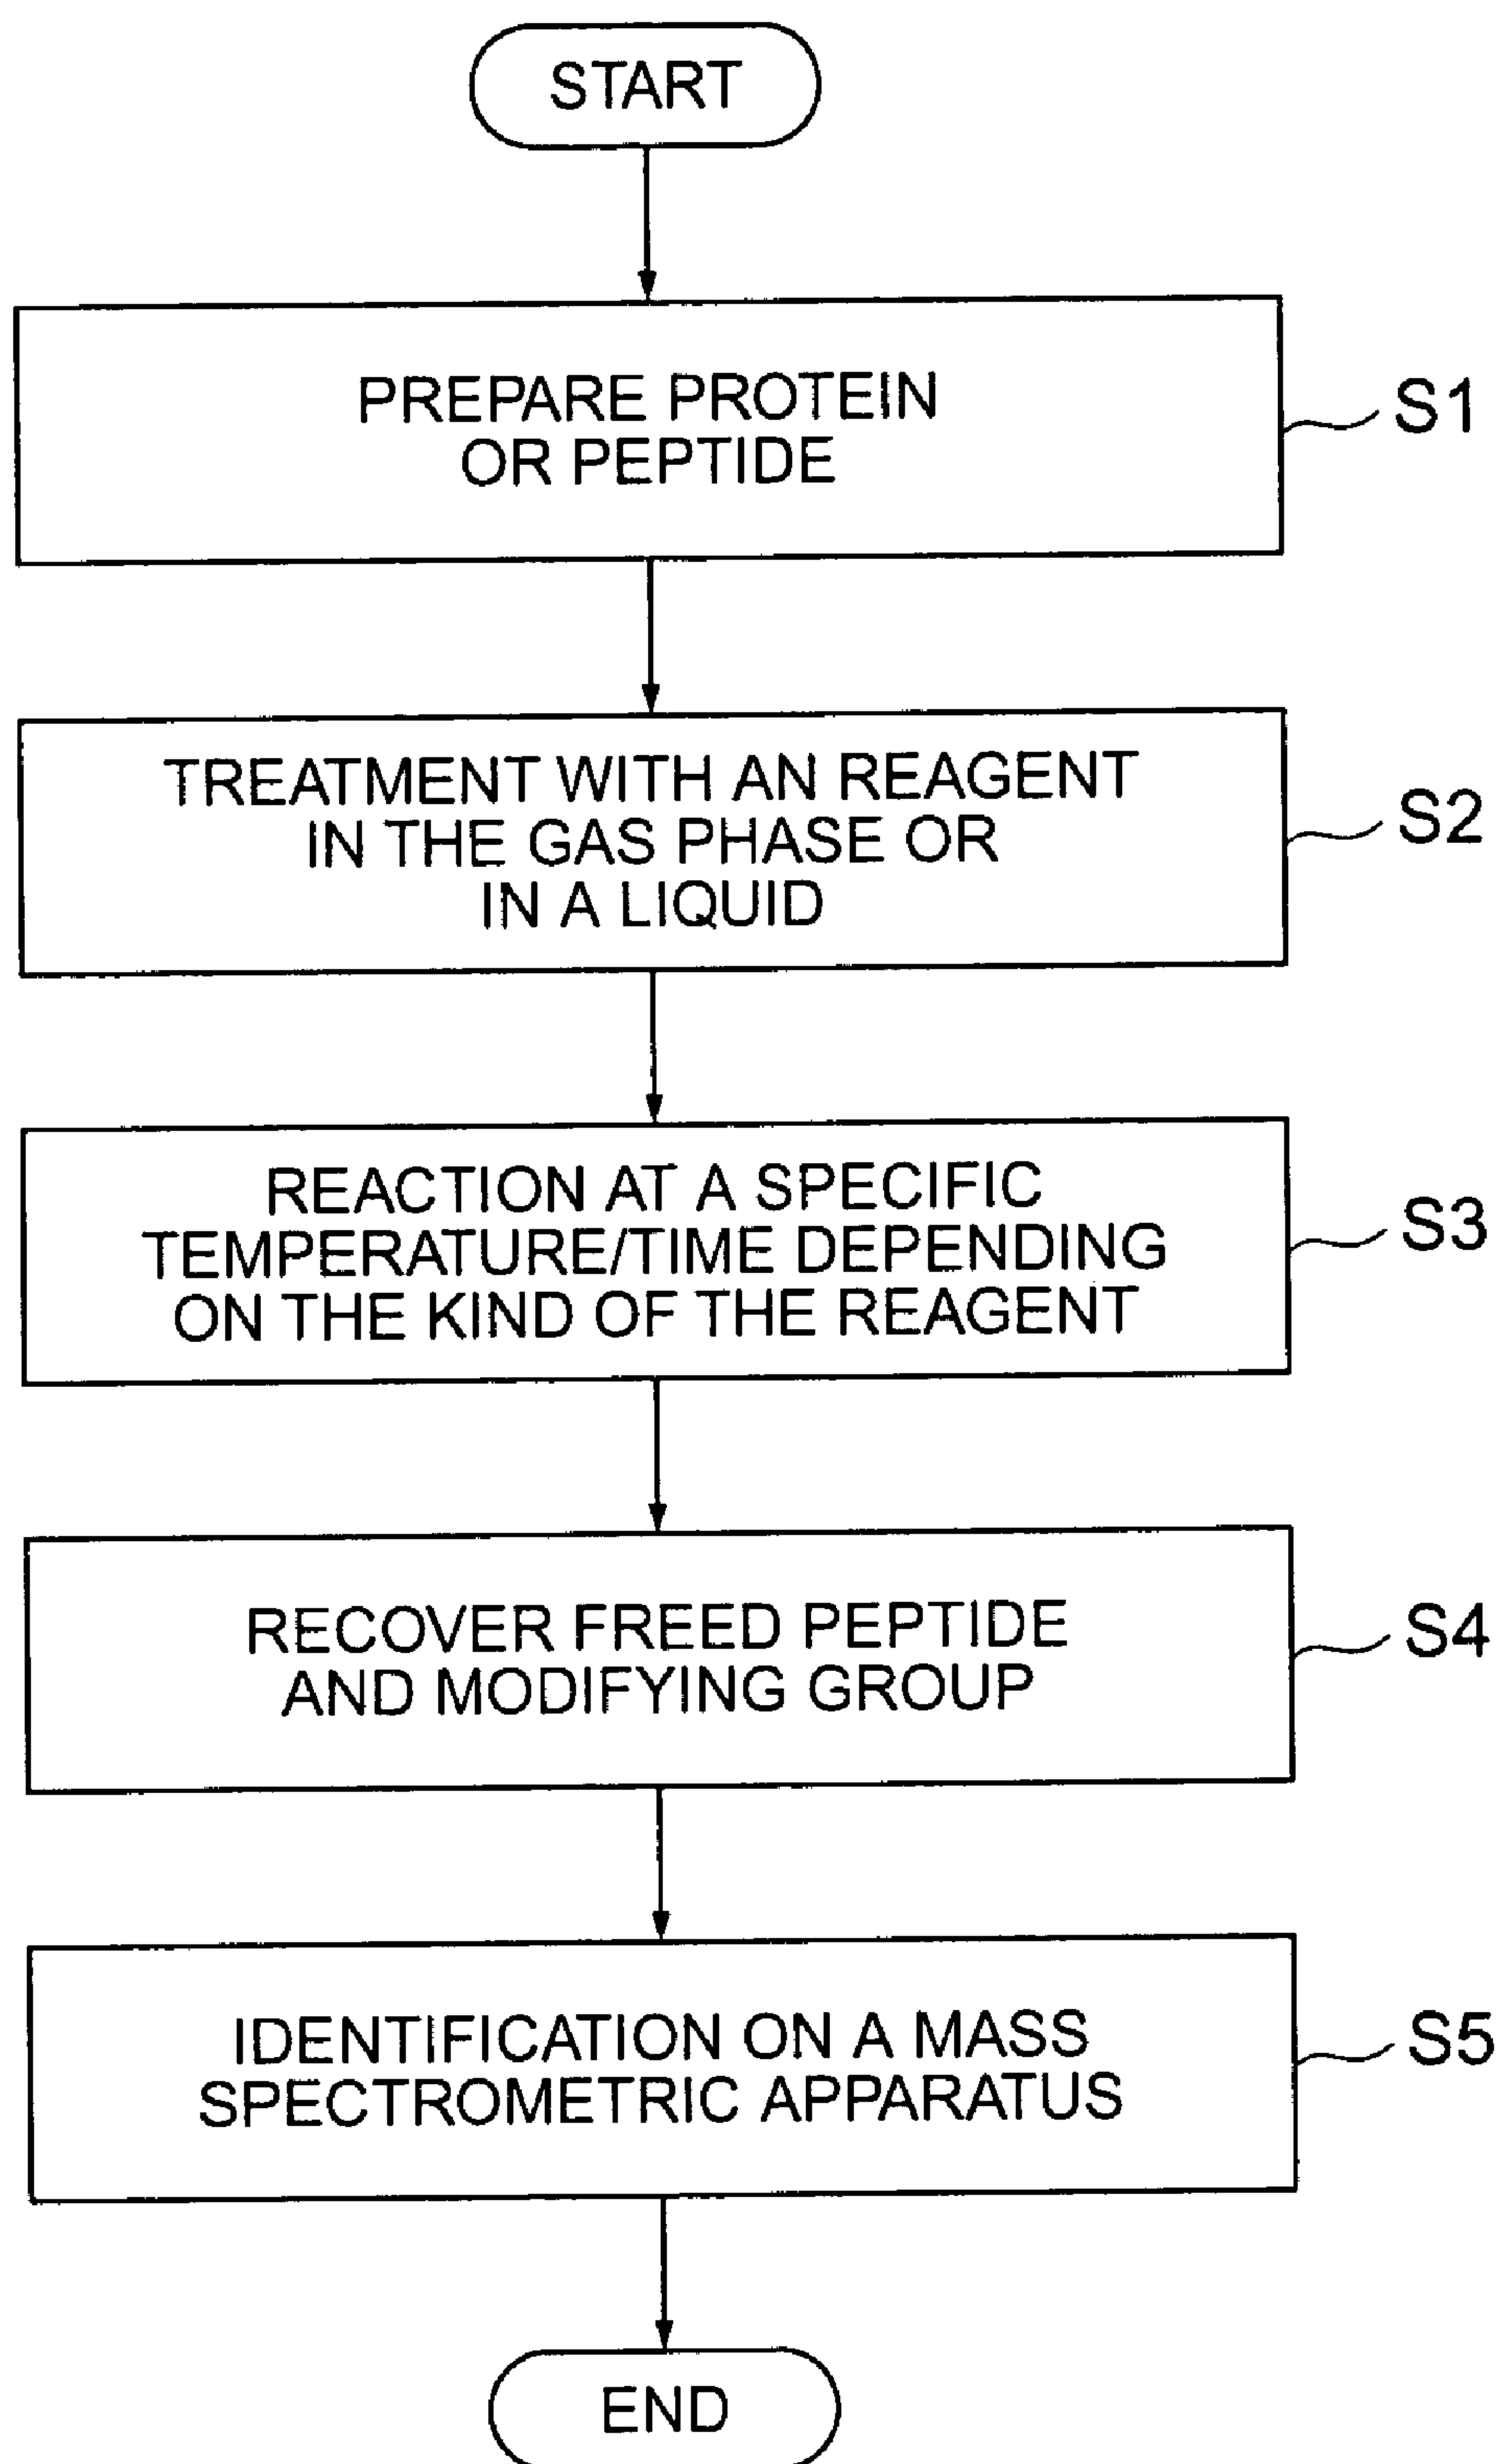 START
PREPARE PROTEIN
OR PEPTIDE
S1
TREATMENT WITH AN REAGENT
IN THE GAS PHASE OR
IN A LIQUID
S2
REACTION AT A SPECIFIC
TEMPERATURE/TIME DEPENDING
ON THE KIND OF THE REAGENT
S3
RECOVER FREED PEPTIDE
AND MODIFYING GROUP
S4
IDENTIFICATION ON A MASS
SPECTROMETRIC APPARATUS
S5
END